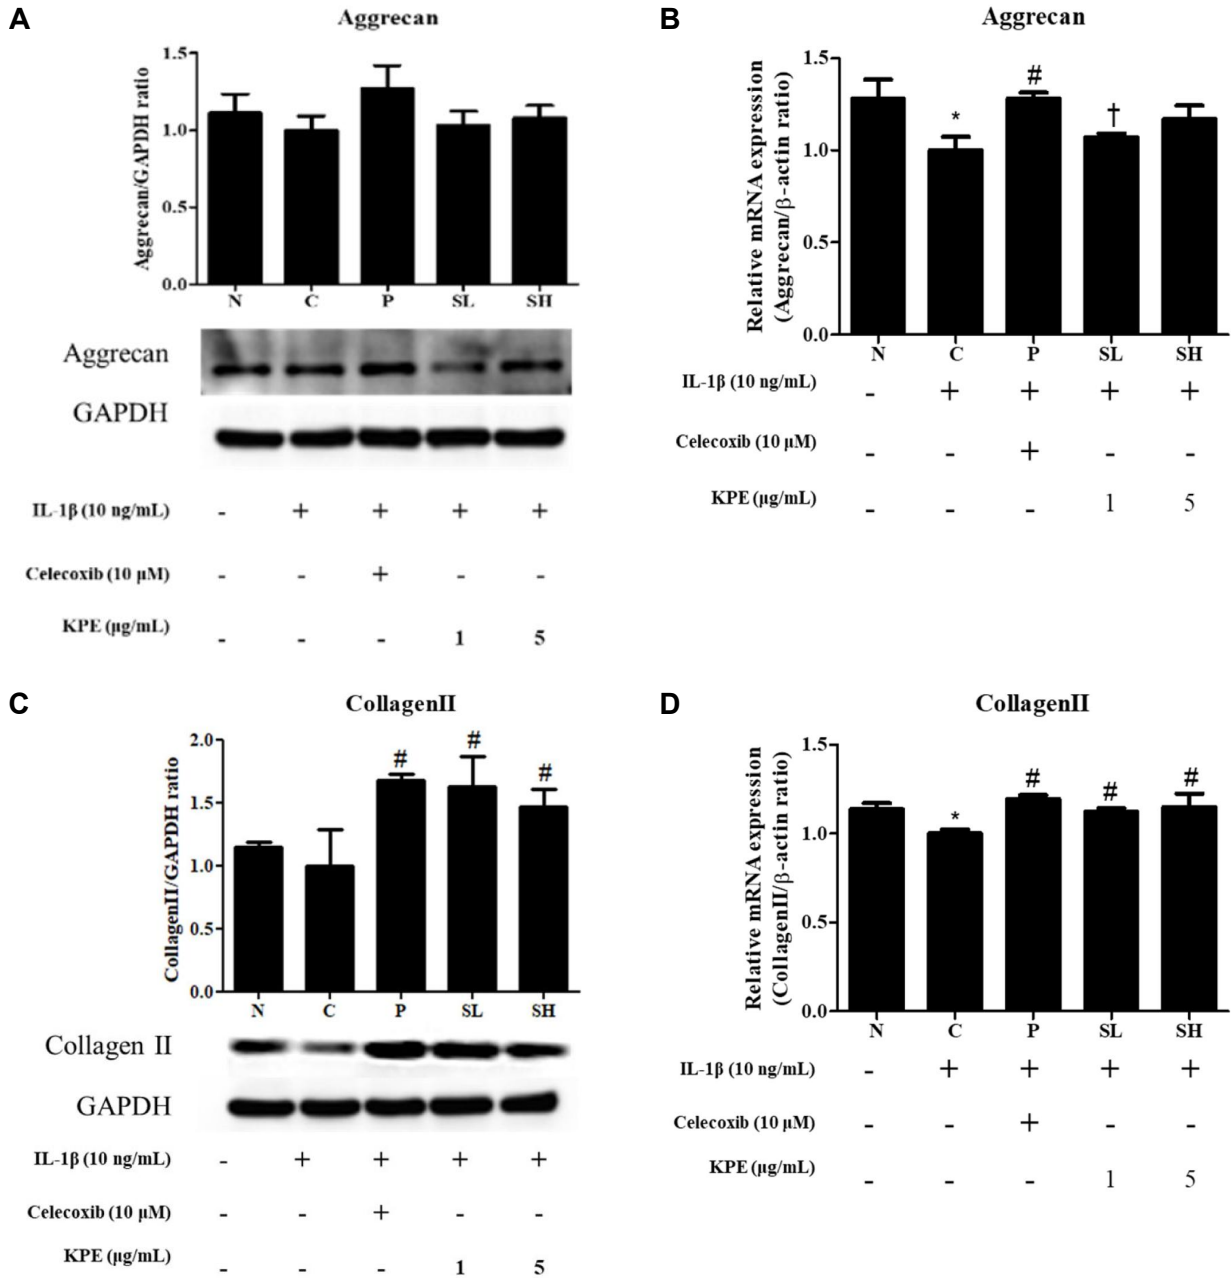 A
Aggrecan
Aggrecan/GAPDH ratio
1.5
1.0
0.5
0.0
N C P SL SH
Aggrecan
GAPDH
IL-1β (10 ng/mL) - + + + +
Celecoxib (10 µM) - - + - -
KPE (µg/mL) - - - 1 5
B
Aggrecan
Relative mRNA expression
(Aggrecan/β-actin ratio)
1.5
1.0
0.5
0.0
* # †
N C P SL SH
IL-1β (10 ng/mL) - + + + +
Celecoxib (10 µM) - - + - -
KPE (µg/mL) - - - 1 5
C
CollagenII
CollagenII/GAPDH ratio
2.0
1.5
1.0
0.5
0.0
# # #
N C P SL SH
Collagen II
GAPDH
IL-1β (10 ng/mL) - + + + +
Celecoxib (10 µM) - - + - -
KPE (µg/mL) - - - 1 5
D
CollagenII
Relative mRNA expression
(CollagenII/β-actin ratio)
1.5
1.0
0.5
0.0
* # # #
N C P SL SH
IL-1β (10 ng/mL) - + + + +
Celecoxib (10 µM) - - + - -
KPE (µg/mL) - - - 1 5